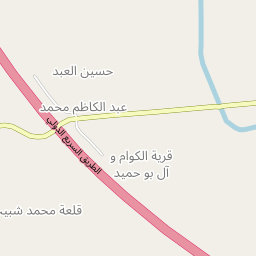 حسين العبد
عبد الكاظم محمد
الطريق السريع الدولي
قرية الكوام و
آل بو حميد
قلعة محمد شبيب